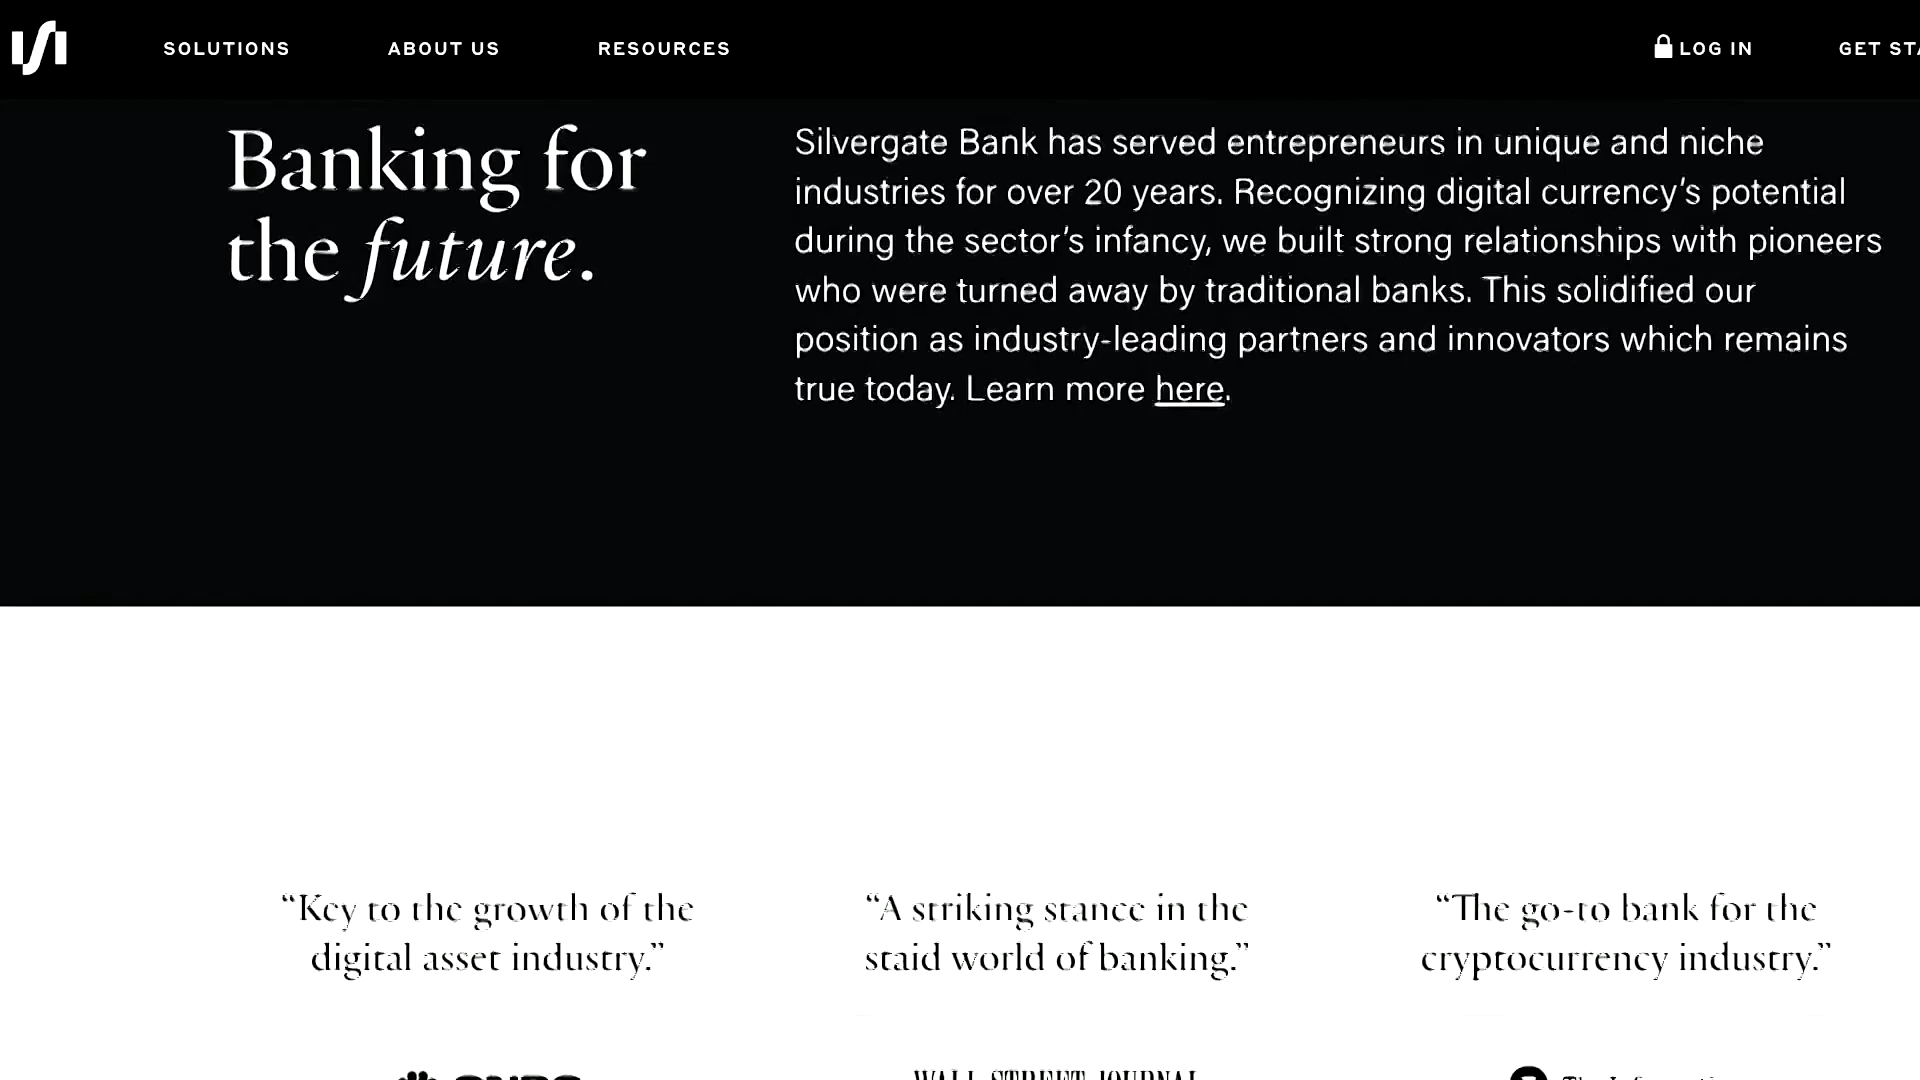 SOLUTIONS
ABOUT US
RESOURCES
LOG IN
GET
Banking for
the future.
Silvergate Bank has served entrepreneurs in unique and niche
industries for over 20 years. Recognizing digital currency’s potential
during the sector’s infancy, we built strong relationships with pioneers
who were turned away by traditional banks. This solidified our
position as industry-leading partners and innovators which remains
true today. Learn more here.
“Key to the growth of the
digital asset industry.”
“A striking stance in the
staid world of banking.”
“The go-to bank for the
cryptocurrency industry.”
WALL STREET JOURNAL